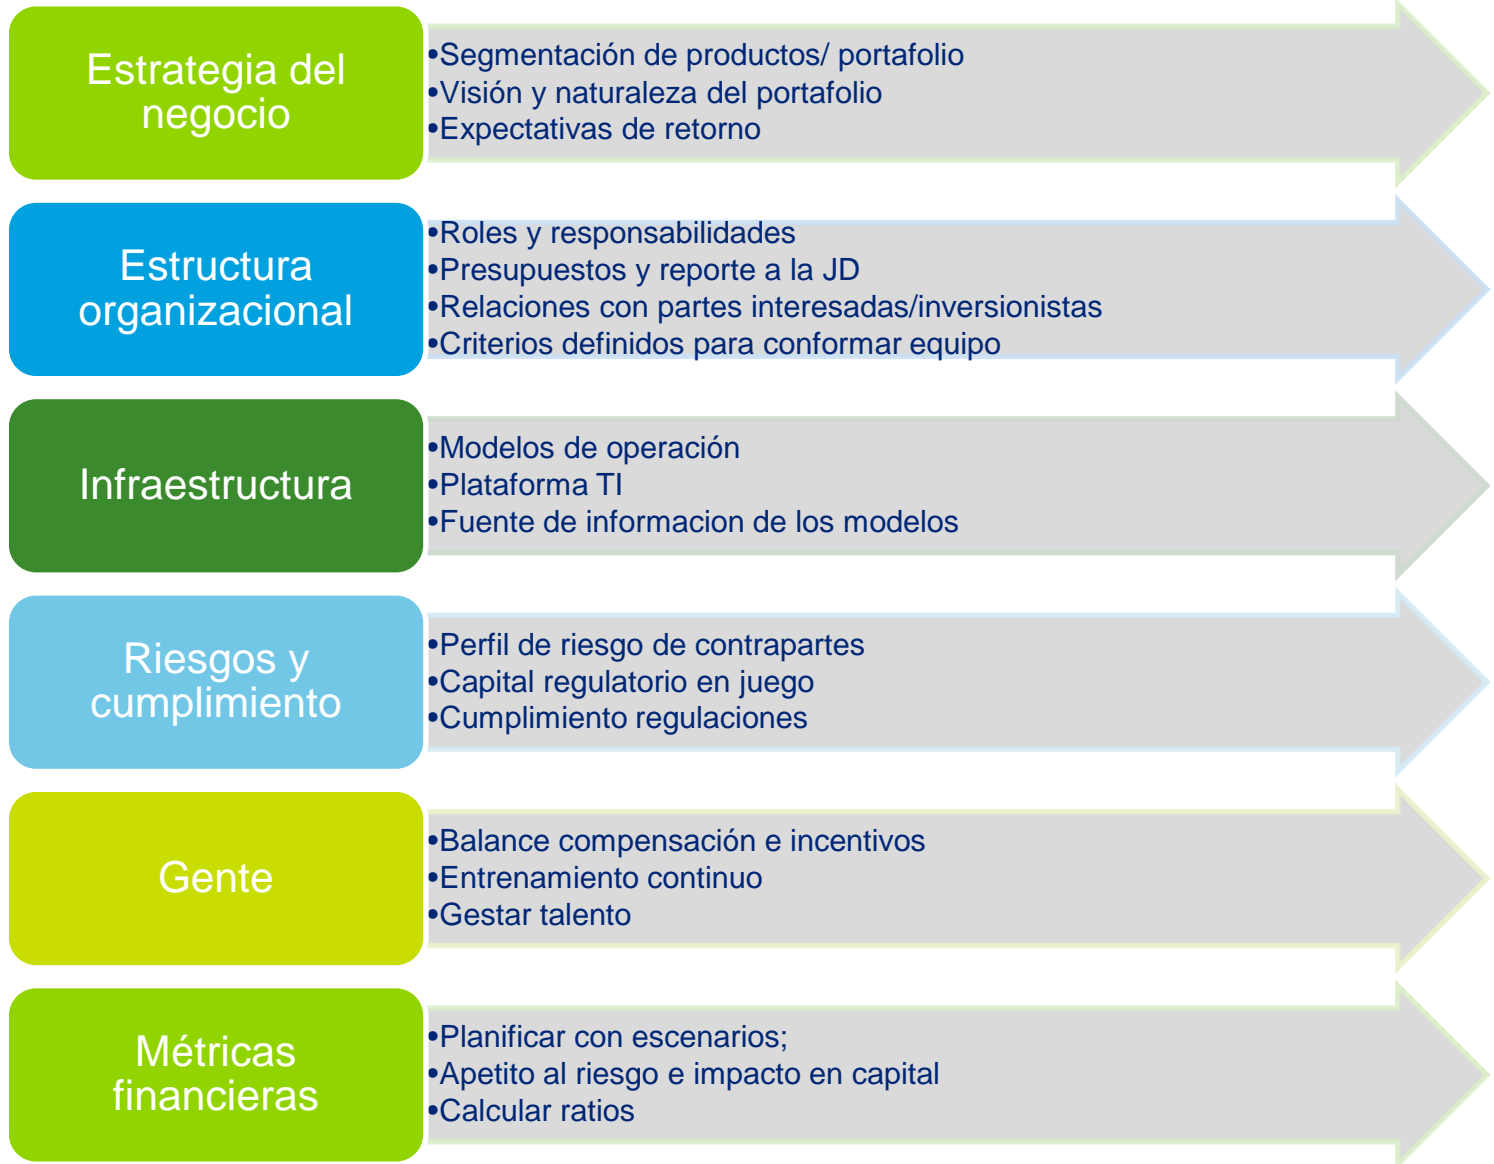 Estrategia del
negocio
•Segmentación de productos/ portafolio
•Visión y naturaleza del portafolio
•Expectativas de retorno
Estructura
organizacional
•Roles y responsabilidades
•Presupuestos y reporte a la JD
•Relaciones con partes interesadas/inversionistas
•Criterios definidos para conformar equipo
Infraestructura
•Modelos de operación
•Plataforma TI
•Fuente de informacion de los modelos
Riesgos y
cumplimiento
•Perfil de riesgo de contrapartes
•Capital regulatorio en juego
•Cumplimiento regulaciones
Gente
•Balance compensación e incentivos
•Entrenamiento continuo
•Gestar talento
Métricas
financieras
•Planificar con escenarios;
•Apetito al riesgo e impacto en capital
•Calcular ratios